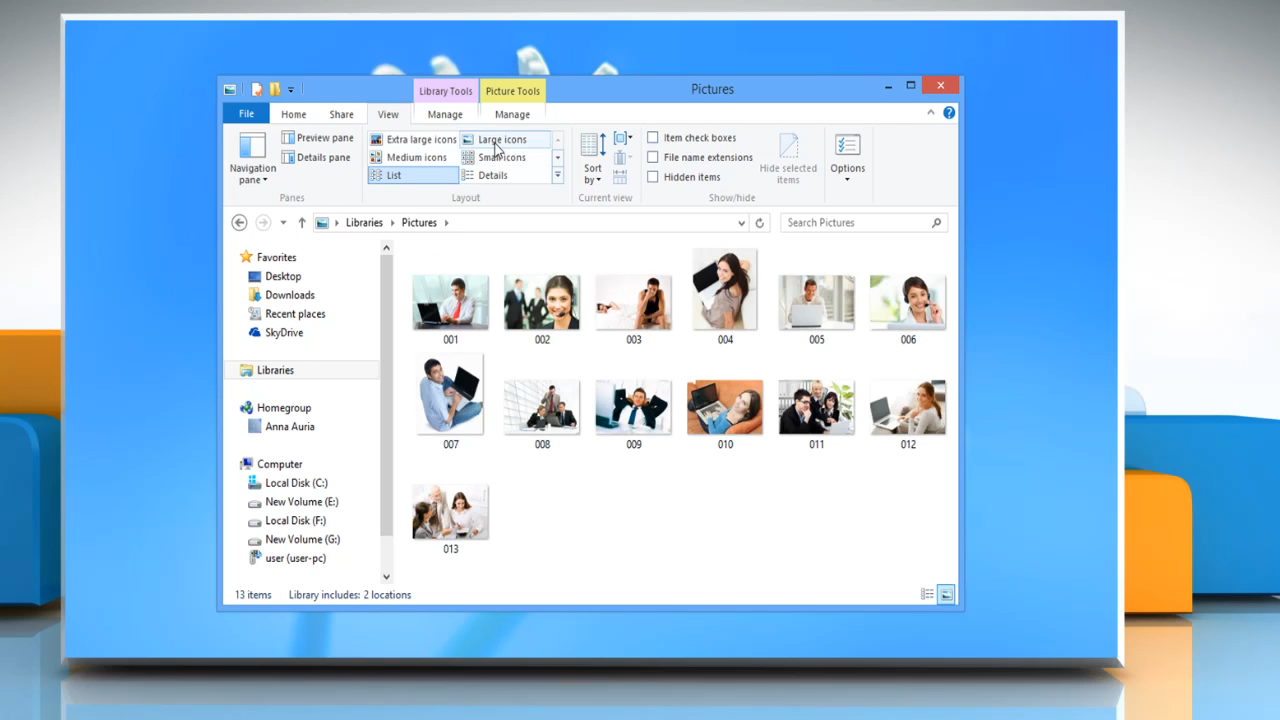 Library Tools Picture Tools Pictures
File Home Share View Manage Manage
Navigation pane
Preview pane
Details pane
Panes
Extra large icons Large icons
Medium icons Small icons
List Details
Layout
Sort by
Current view
Item check boxes
File name extensions
Hidden items
Hide selected items
Show/hide
Options
Libraries Pictures Search Pictures
Favorites
Desktop
Downloads
Recent places
SkyDrive
Libraries
Homegroup
Anna Auria
Computer
Local Disk (C:)
New Volume (E:)
Local Disk (F:)
New Volume (G:)
user (user-pc)
001 002 003 004 005 006
007 008 009 010 011 012
013
13 items Library includes: 2 locations